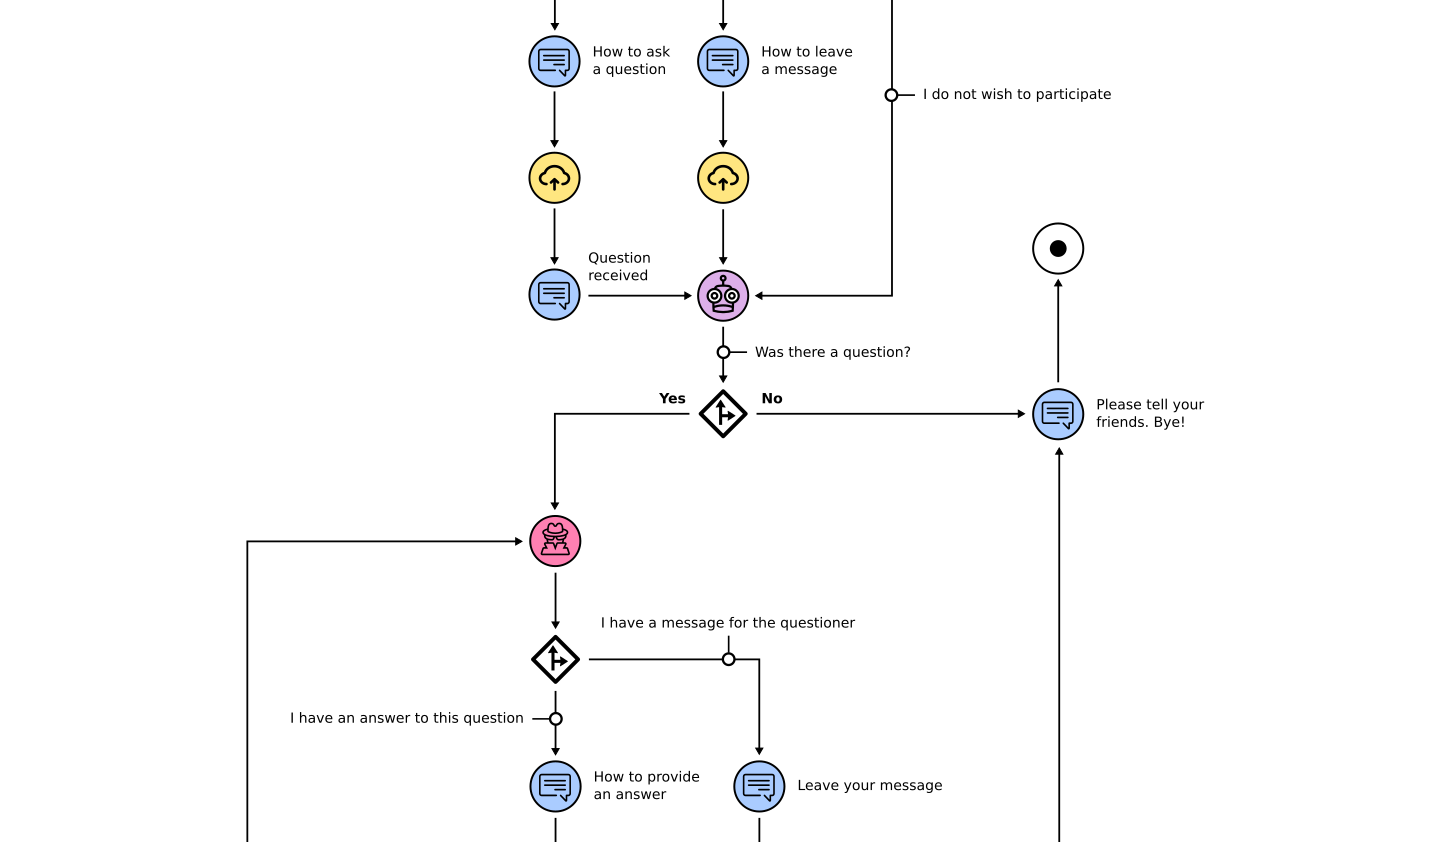 How to ask
a question
How to leave
a message
I do not wish to participate
Question
received
Was there a question?
Yes
No
Please tell your
friends. Bye!
I have a message for the questioner
I have an answer to this question
How to provide
an answer
Leave your message